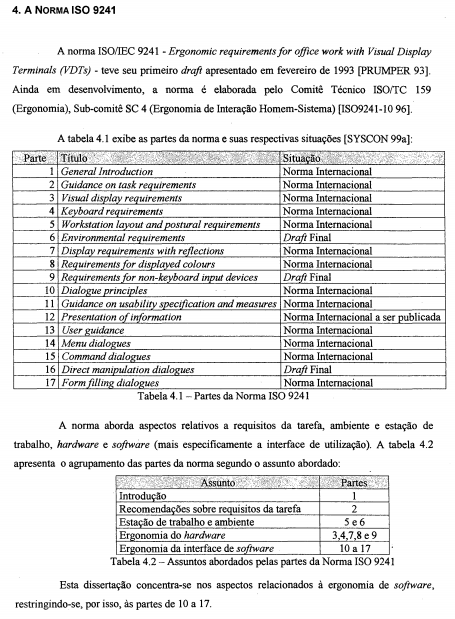 4. A NORMA ISO 9241
A norma ISO/IEC 9241 - Ergonomic requirements for office work with Visual Display
Terminals (VDTs) - teve seu primeiro draft apresentado em fevereiro de 1993 [PRUMPER 93].
Ainda em desenvolvimento, a norma é elaborada pelo Comitê Técnico ISO/TC 159
(Ergonomia), Sub-comitê SC 4 (Ergonomia de Interação Homem-Sistema) [ISO9241-10 96].
A tabela 4.1 exibe as partes da norma e suas respectivas situações [SYSCON 99a]:
Parte Título Situação
1 General Introduction Norma Internacional
2 Guidance on task requirements Norma Internacional
3 Visual display requirements Norma Internacional
4 Keyboard requirements Norma Internacional
5 Workstation layout and postural requirements Norma Internacional
6 Environmental requirements Draft Final
7 Display requirements with reflections Norma Internacional
8 Requirements for displayed colours Norma Internacional
9 Requirements for non-keyboard input devices Draft Final
10 Dialogue principles Norma Internacional
11 Guidance on usability specification and measures Norma Internacional
12 Presentation of information Norma Internacional a ser publicada
13 User guidance Norma Internacional
14 Menu dialogues Norma Internacional
15 Command dialogues Norma Internacional
16 Direct manipulation dialogues Draft Final
17 Form filling dialogues Norma Internacional
Tabela 4.1 – Partes da Norma ISO 9241
A norma aborda aspectos relativos a requisitos da tarefa, ambiente e estação de
trabalho, hardware e software (mais especificamente a interface de utilização). A tabela 4.2
apresenta o agrupamento das partes da norma segundo o assunto abordado:
Assunto Partes
Introdução 1
Recomendações sobre requisitos da tarefa 2
Estação de trabalho e ambiente 5 e 6
Ergonomia do hardware 3,4,7,8 e 9
Ergonomia da interface de software 10 a 17
Tabela 4.2 – Assuntos abordados pelas partes da Norma ISO 9241
Esta dissertação concentra-se nos aspectos relacionados à ergonomia de software,
restringindo-se, por isso, às partes de 10 a 17.